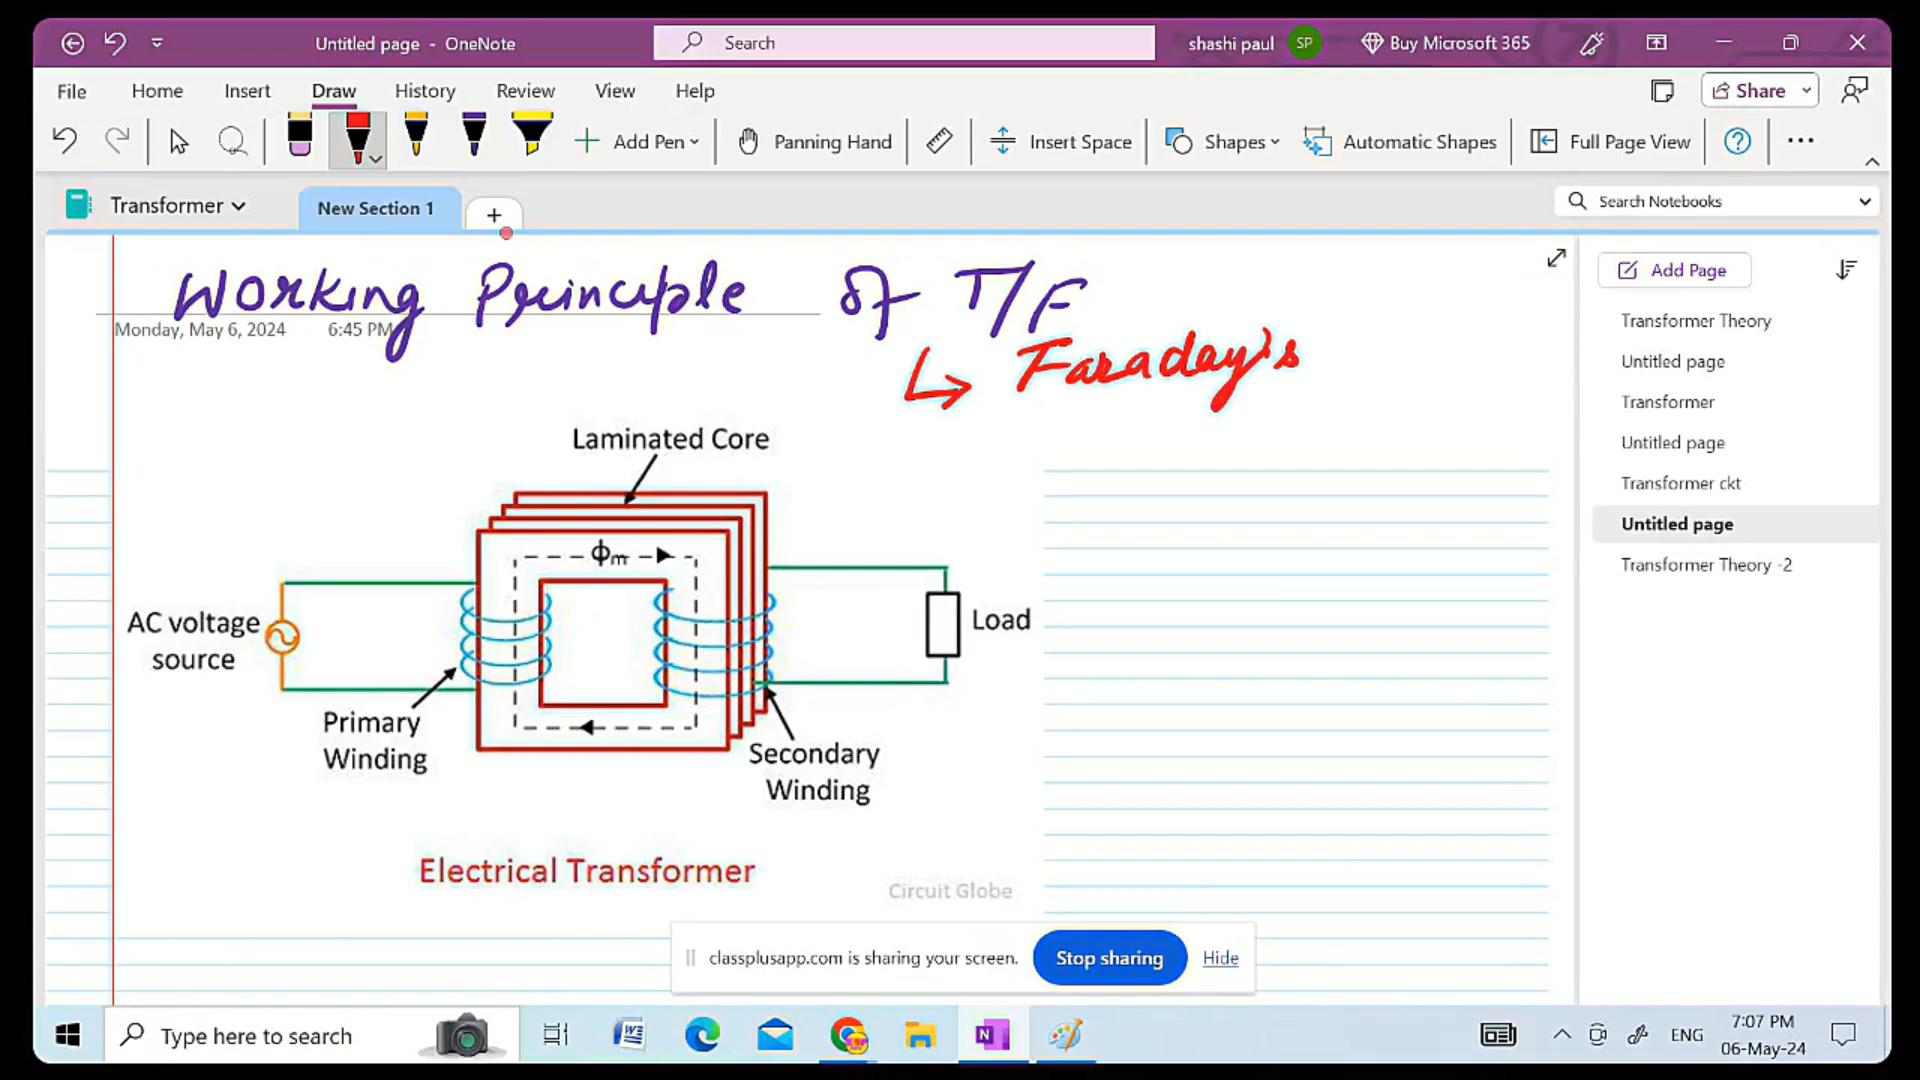 Untitled page - OneNote
Search
shashi paul SP
Buy Microsoft 365
File Home Insert Draw History Review View Help
Share
Add Pen
Panning Hand
Insert Space
Shapes
Automatic Shapes
Full Page View
Transformer
New Section 1
+
Search Notebooks
Working Principle of T/F
Monday, May 6, 2024 6:45 PM
Faraday's
Laminated Core
ϕm
AC voltage
source
Load
Primary
Winding
Secondary
Winding
Electrical Transformer
Circuit Globe
Add Page
Transformer Theory
Untitled page
Transformer
Untitled page
Transformer ckt
Untitled page
Transformer Theory -2
classplusapp.com is sharing your screen.
Stop sharing
Hide
Type here to search
ENG
7:07 PM
06-May-24